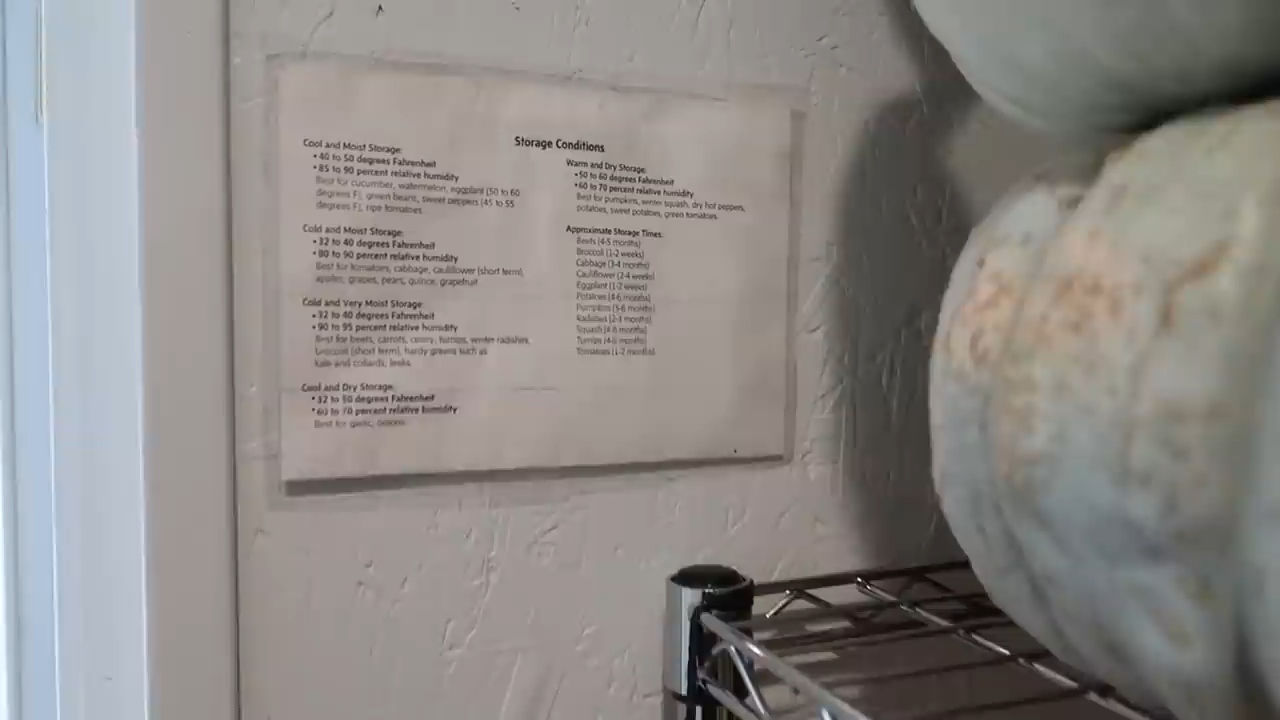 Storage Conditions
Cool and Moist Storage:
• 40 to 50 degrees Fahrenheit
• 85 to 90 percent relative humidity
Best for cucumber, watermelon, eggplant (50 to 60
degrees F), green beans, sweet peppers (45 to 55
degrees F), ripe tomatoes
Cold and Moist Storage:
• 32 to 40 degrees Fahrenheit
• 80 to 90 percent relative humidity
Best for tomatoes, cabbage, cauliflower (short term),
apples, grapes, pears, quince, grapefruit
Cold and Very Moist Storage:
• 32 to 40 degrees Fahrenheit
• 90 to 95 percent relative humidity
Best for beets, carrots, celery, turnips, winter radishes,
broccoli (short term), hardy greens such as
kale and collards, leeks
Cool and Dry Storage:
• 32 to 50 degrees Fahrenheit
• 60 to 70 percent relative humidity
Best for garlic, onions
Warm and Dry Storage:
• 50 to 60 degrees Fahrenheit
• 60 to 70 percent relative humidity
Best for pumpkins, winter squash, dry hot peppers,
potatoes, sweet potatoes, green tomatoes
Approximate Storage Times:
Beets (4-5 months)
Broccoli (1-2 weeks)
Cabbage (3-4 months)
Cauliflower (2-4 weeks)
Eggplant (1-2 weeks)
Potatoes (4-6 months)
Pumpkins (5-6 months)
Radishes (2-3 months)
Squash (4-6 months)
Turnips (4-6 months)
Tomatoes (1-2 months)